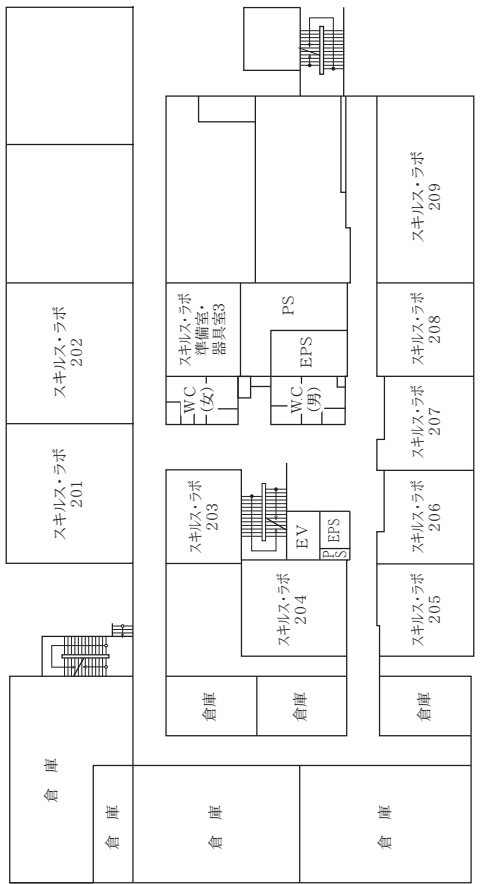 スキルス・ラボ
202
スキルス・ラボ
201
スキルス・ラボ
準備室・
器具室3
PS
EPS
WC
(女)
WC
(男)
スキルス・ラボ
209
スキルス・ラボ
208
スキルス・ラボ
207
スキルス・ラボ
206
スキルス・ラボ
205
スキルス・ラボ
203
EV
EPS
PS
スキルス・ラボ
204
倉庫
倉庫
倉庫
倉庫
倉庫
倉庫
倉庫